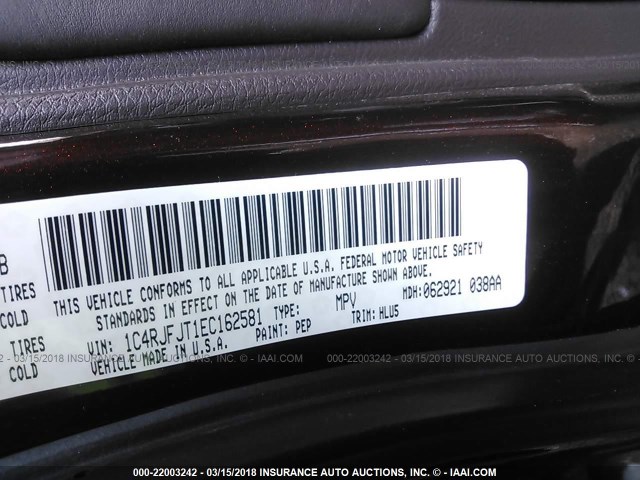 000-22003242 - 03/15/2018 INSURANCE AUTO AUCTIONS, INC. - © - IAAI.COM
B
TIRES
COLD
TIRES
COLD
THIS VEHICLE CONFORMS TO ALL APPLICABLE U.S.A. FEDERAL MOTOR VEHICLE SAFETY
STANDARDS IN EFFECT ON THE DATE OF MANUFACTURE SHOWN ABOVE.
VIN: 1C4RJFJT1EC162581 TYPE: MPV MDH: 062921 038AA
VEHICLE MADE IN U.S.A. PAINT: PEP TRIM: HLU5
000-22003242 - 03/15/2018 INSURANCE AUTO AUCTIONS, INC. - © - IAAI.COM
000-22003242 - 03/15/2018 INSURANCE AUTO AUCTIONS, INC. - © - IAAI.COM